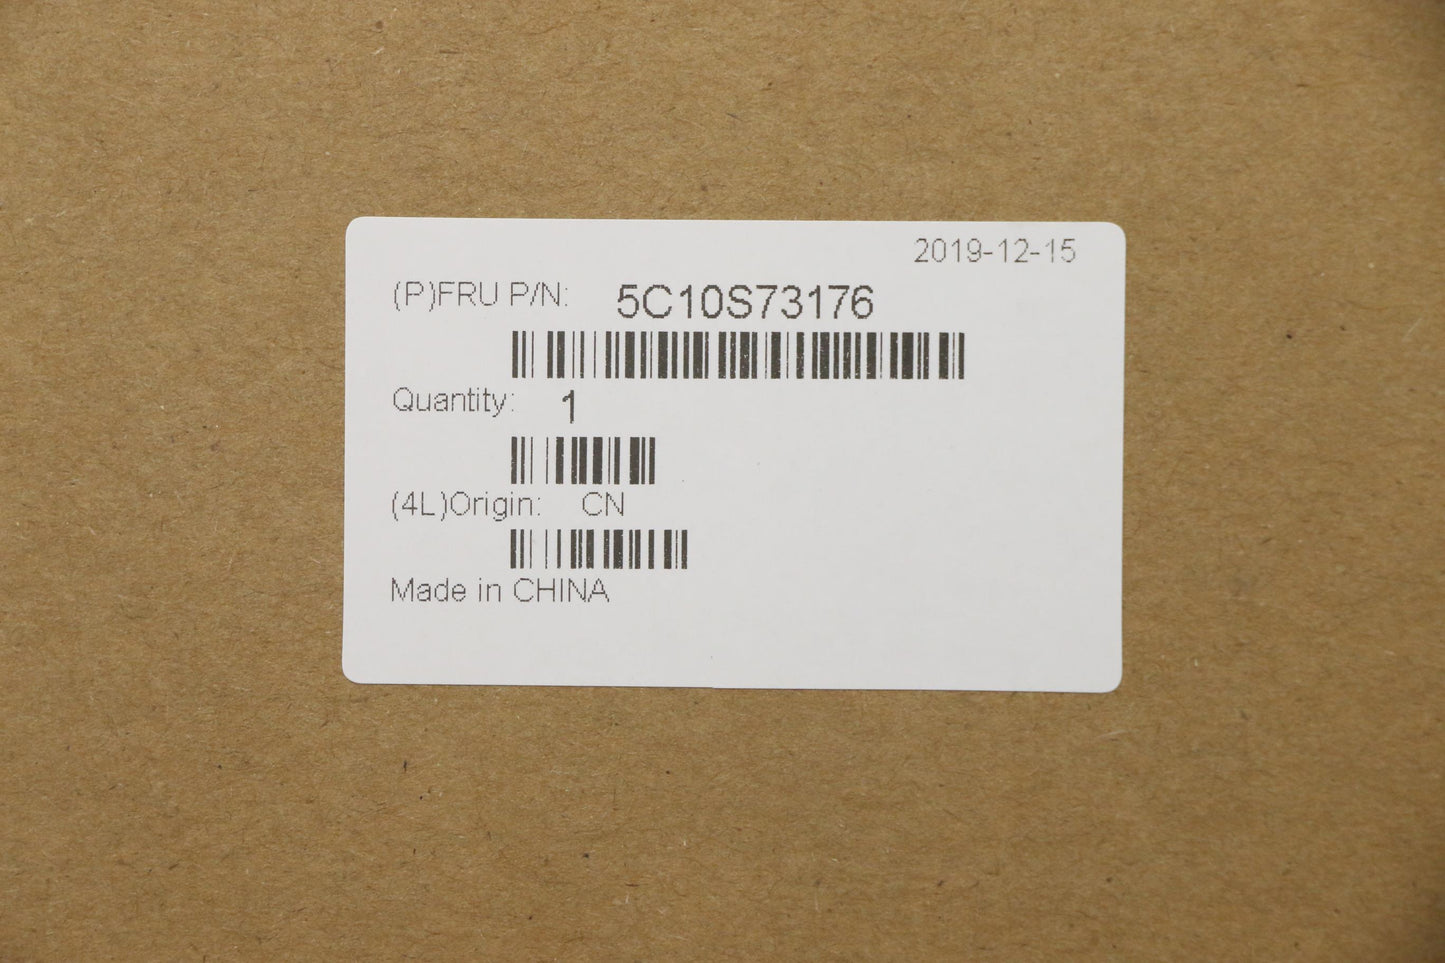 2019-12-15
(P)FRU P/N: 5C10S73176
Quantity: 1
(4L)Origin: CN
Made in CHINA